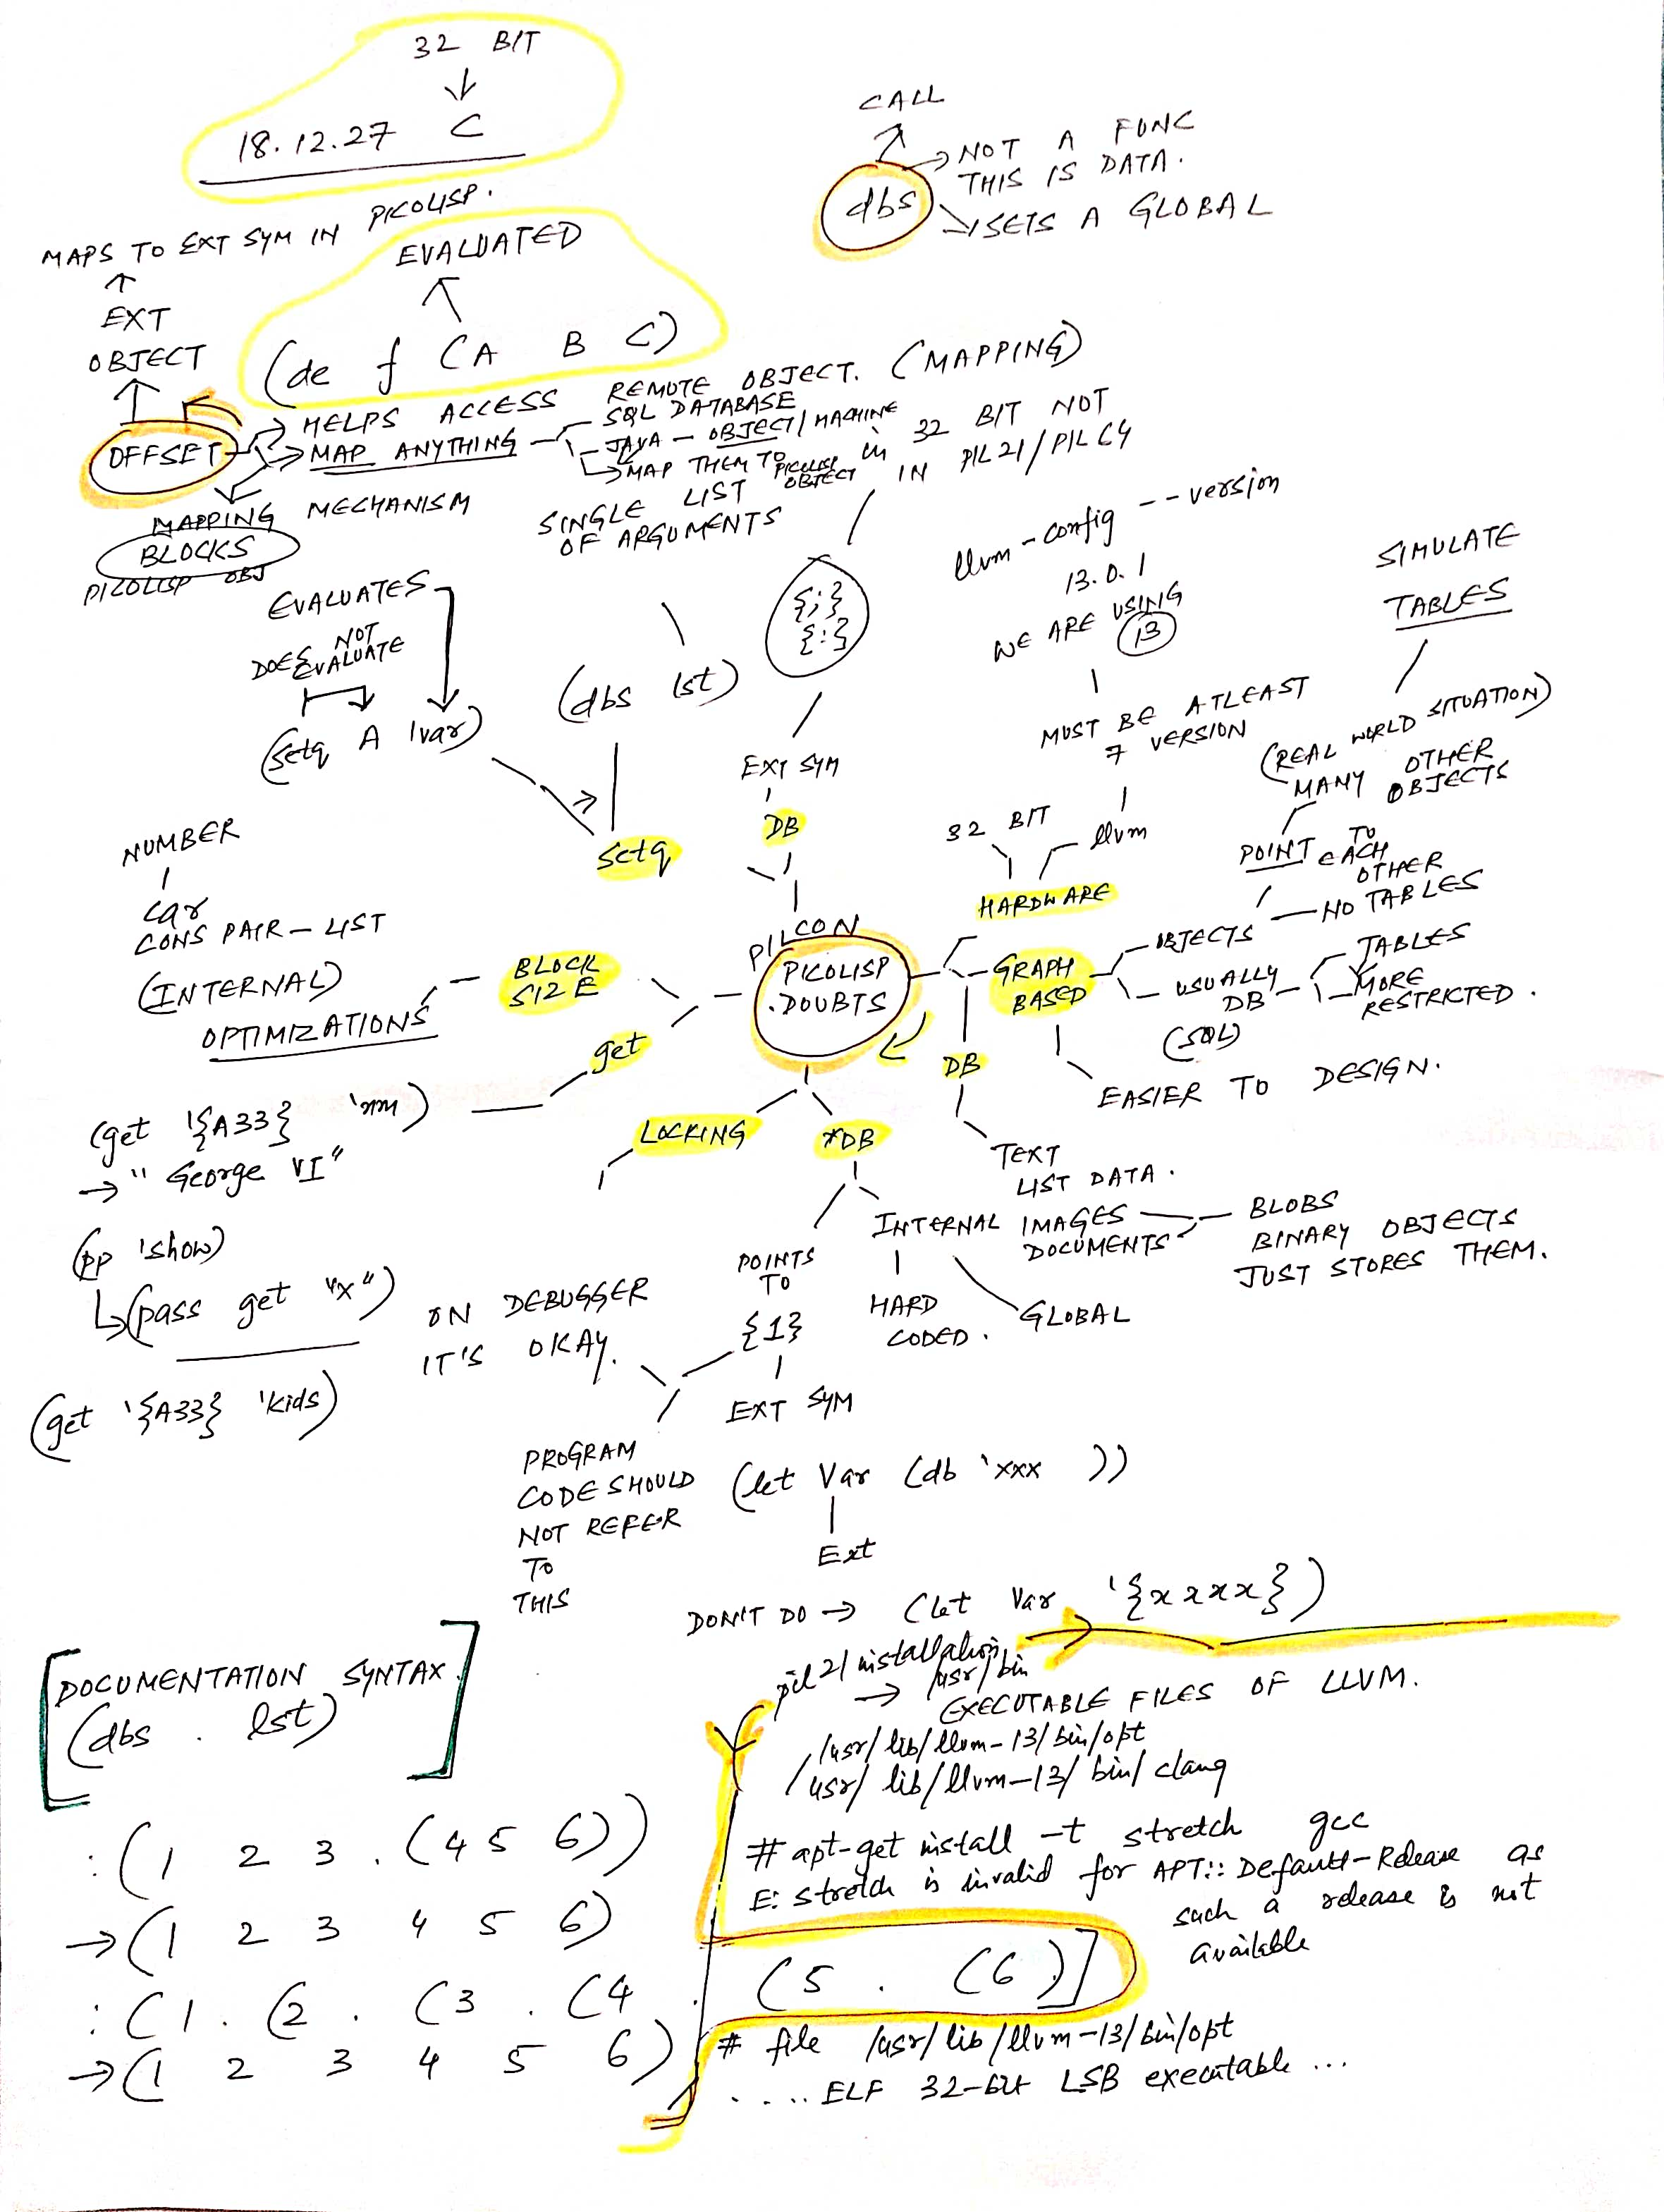 32 BIT
↓
18.12.27 C
MAPS TO EXT SYM IN PICOLISP.
↑
EXT
OBJECT
↑
OFFSET
EVALUATED
↑
(de f (A B C)
→ HELPS ACCESS REMOTE OBJECT. (MAPPING)
→ MAP ANYTHING
SQL DATABASE
JAVA - OBJECT/MACHINE
→ MAP THEM TO PICOLISP OBJECT
MAPPING MECHANISM
BLOCKS
PICOLISP OBJ
CALL
↑
dbs
→ NOT A FUNC
THIS IS DATA.
→ SETS A GLOBAL
SINGLE LIST
OF ARGUMENTS
(dbs lst)
in 32 BIT NOT
IN PIL21/PIL64
{;}
{:}
EXT SYM
DB
EVALUATES
DOES NOT
EVALUATE
(setq A 'var)
setq
llvm-config --version
13.0.1
WE ARE USING
13
MUST BE ATLEAST
7 VERSION
32 BIT
llvm
HARDWARE
SIMULATE
TABLES
(REAL WORLD SITUATION)
MANY OTHER
OBJECTS
POINT TO
EACH
OTHER
NO TABLES
OBJECTS
GRAPH
BASED
USUALLY
DB
(SQL)
TABLES
MORE
RESTRICTED.
EASIER TO DESIGN.
NUMBER
car
CONS PAIR - LIST
(INTERNAL)
OPTIMIZATIONS
BLOCK
SIZE
PILCON
PICOLISP
.DOUBTS
get
(get '{A33} 'nm)
→ "George VI"
(pp 'show)
↳(pass get "x")
(get '{A33} 'kids)
LOCKING
*DB
DB
TEXT
LIST DATA.
INTERNAL
IMAGES
DOCUMENTS
BLOBS
BINARY OBJECTS
JUST STORES THEM.
HARD
CODED.
GLOBAL
POINTS
TO
{1}
EXT SYM
ON DEBUGGER
IT'S OKAY.
PROGRAM
CODE SHOULD
NOT REFER
TO
THIS
(let Var (db 'xxx ))
Ext
DON'T DO → (let Var '{xxxx})
[DOCUMENTATION SYNTAX
(dbs . lst)]
pil21 installation
→ /usr/bin
EXECUTABLE FILES OF LLVM.
/usr/lib/llvm-13/bin/opt
/usr/lib/llvm-13/bin/clang
# apt-get install -t stretch gcc
E: stretch is invalid for APT::Default-Release as
such a release is not
available
: (1 2 3 . (4 5 6))
→ (1 2 3 4 5 6)
: (1 . (2 . (3 . (4 . (5 . (6)]
→ (1 2 3 4 5 6)
# file /usr/lib/llvm-13/bin/opt
..... ELF 32-bit LSB executable ...